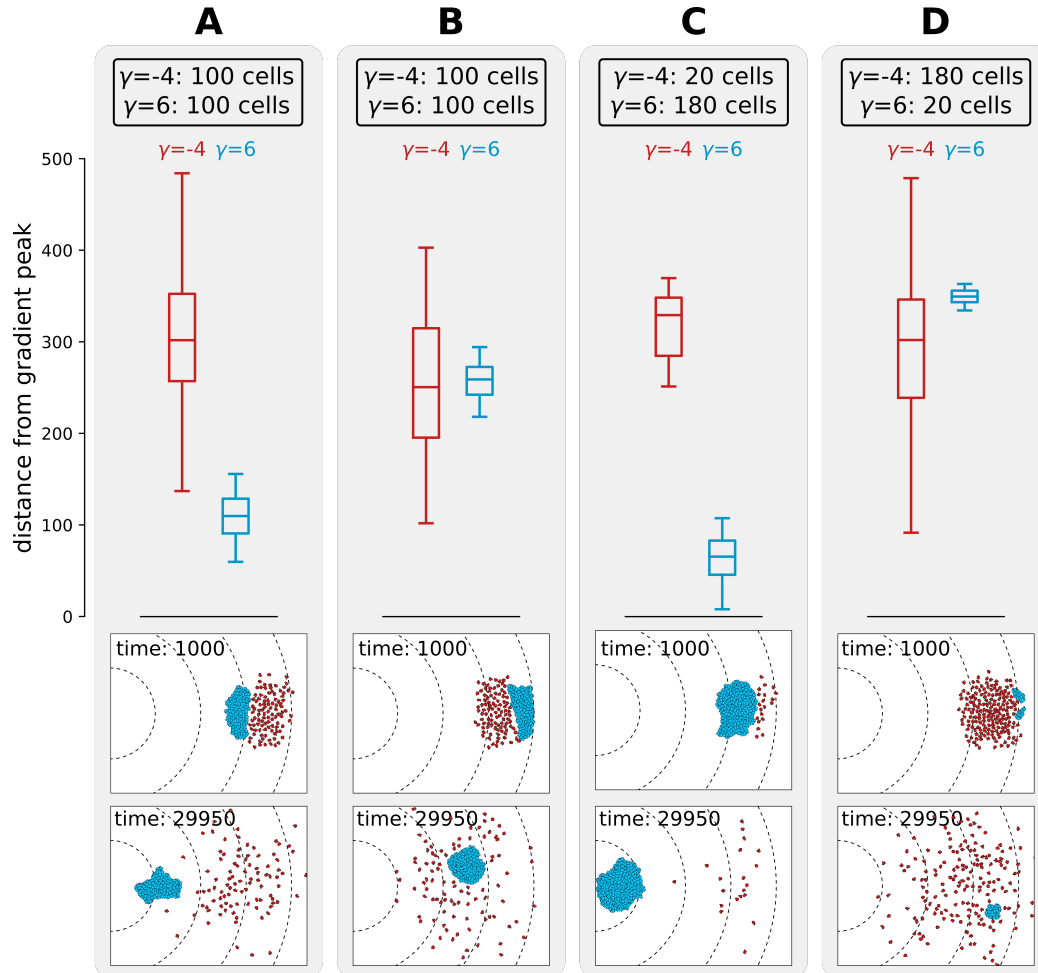 A B C D
γ=-4: 100 cells
γ=6: 100 cells
γ=-4: 100 cells
γ=6: 100 cells
γ=-4: 20 cells
γ=6: 180 cells
γ=-4: 180 cells
γ=6: 20 cells
γ=-4 γ=6
γ=-4 γ=6
γ=-4 γ=6
γ=-4 γ=6
distance from gradient peak
500
400
300
200
100
0
time: 1000
time: 1000
time: 1000
time: 1000
time: 29950
time: 29950
time: 29950
time: 29950